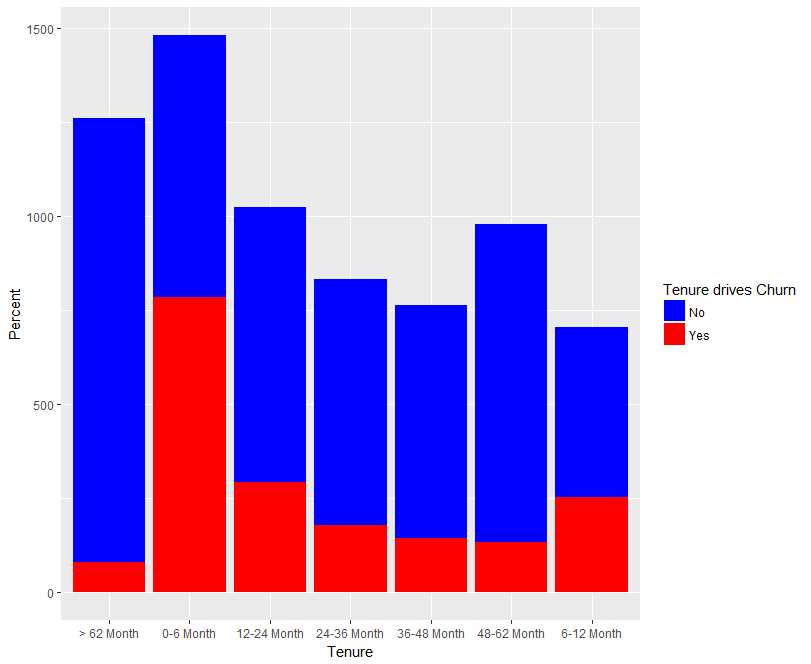 1500
1000
500
0
Percent
> 62 Month
0-6 Month
12-24 Month
24-36 Month
36-48 Month
48-62 Month
6-12 Month
Tenure
Tenure drives Churn
No
Yes